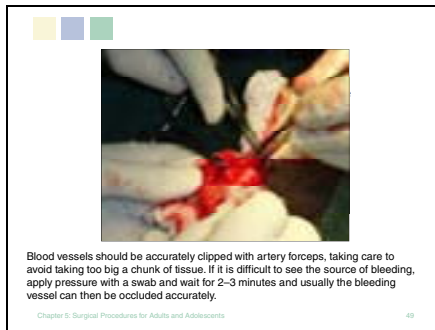 Blood vessels should be accurately clipped with artery forceps, taking care to
avoid taking too big a chunk of tissue. If it is difficult to see the source of bleeding,
apply pressure with a swab and wait for 2–3 minutes and usually the bleeding
vessel can then be occluded accurately.
Chapter 5: Surgical Procedures for Adults and Adolescents 49